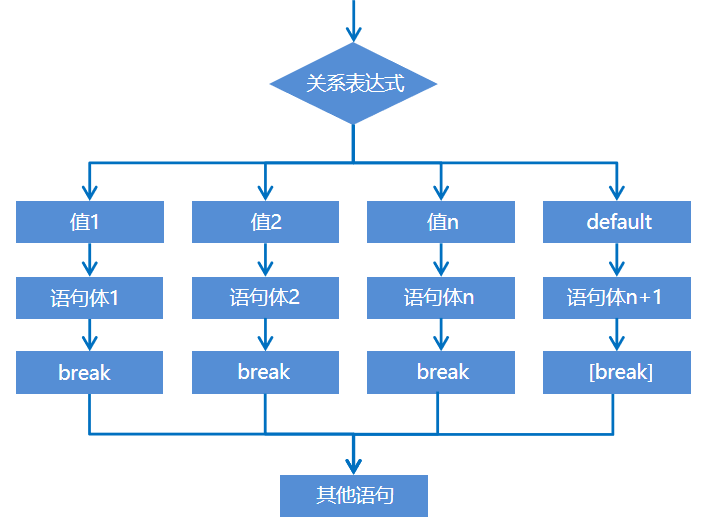 关系表达式
值1
值2
值n
default
语句体1
语句体2
语句体n
语句体n+1
break
break
break
[break]
其他语句